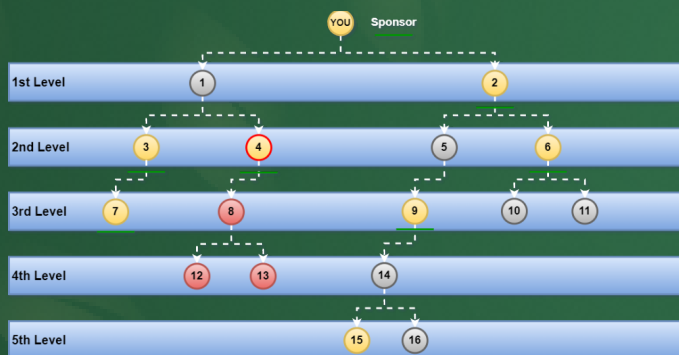 YOU Sponsor
1st Level 1 2
2nd Level 3 4 5 6
3rd Level 7 8 9 10 11
4th Level 12 13 14
5th Level 15 16